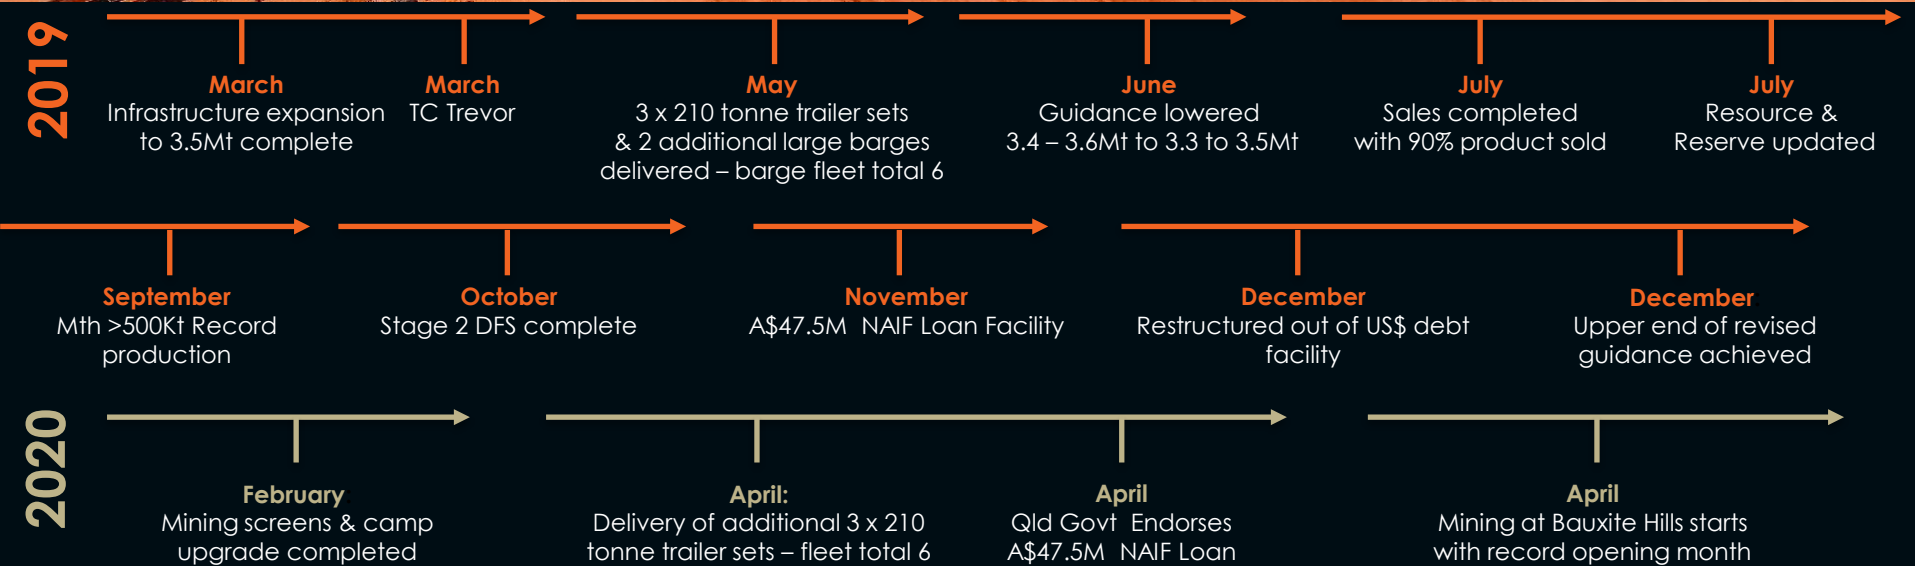 2019
March
Infrastructure expansion
to 3.5Mt complete
March
TC Trevor
May
3 x 210 tonne trailer sets
& 2 additional large barges
delivered – barge fleet total 6
June
Guidance lowered
3.4 – 3.6Mt to 3.3 to 3.5Mt
July
Sales completed
with 90% product sold
July
Resource &
Reserve updated
September
Mth >500Kt Record
production
October
Stage 2 DFS complete
November
A$47.5M NAIF Loan Facility
December
Restructured out of US$ debt
facility
December
Upper end of revised
guidance achieved
2020
February
Mining screens & camp
upgrade completed
April:
Delivery of additional 3 x 210
tonne trailer sets – fleet total 6
April
Qld Govt Endorses
A$47.5M NAIF Loan
April
Mining at Bauxite Hills starts
with record opening month